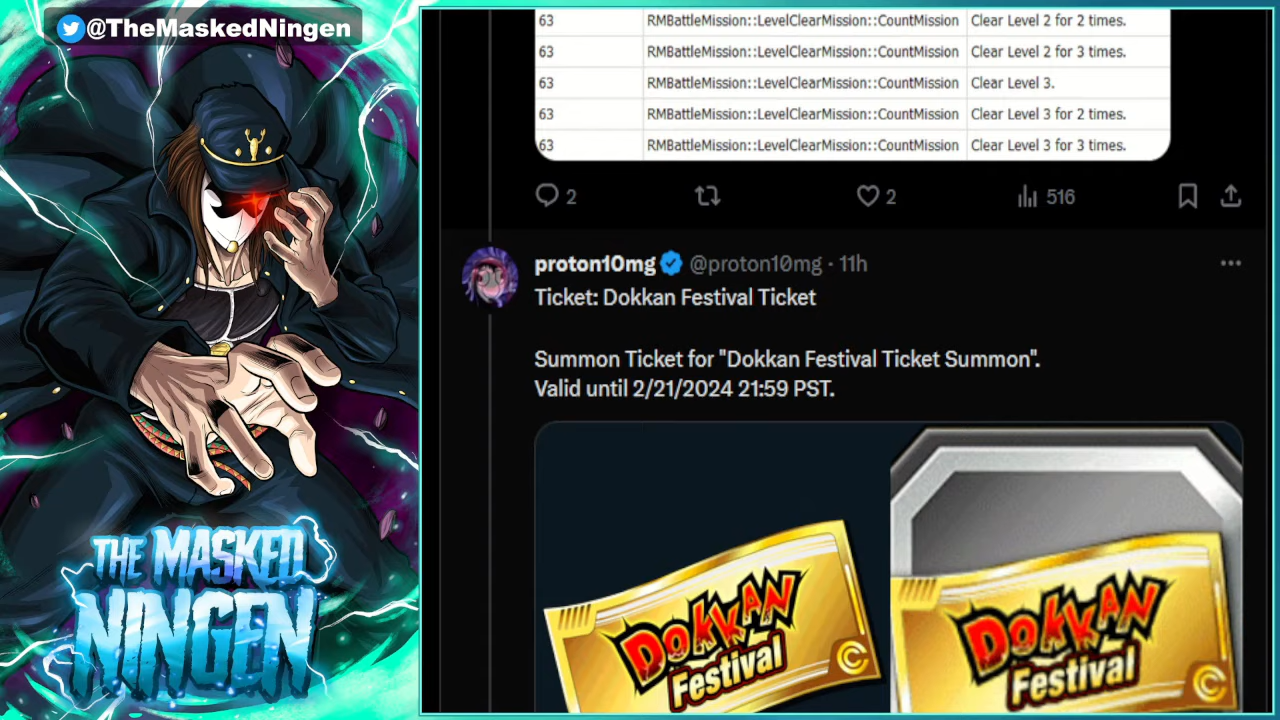 @TheMaskedNingen
63 RMBattleMission::LevelClearMission::CountMission Clear Level 2 for 2 times.
63 RMBattleMission::LevelClearMission::CountMission Clear Level 2 for 3 times.
63 RMBattleMission::LevelClearMission::CountMission Clear Level 3.
63 RMBattleMission::LevelClearMission::CountMission Clear Level 3 for 2 times.
63 RMBattleMission::LevelClearMission::CountMission Clear Level 3 for 3 times.
2 2 516
proton10mg @proton10mg · 11h
Ticket: Dokkan Festival Ticket
Summon Ticket for "Dokkan Festival Ticket Summon".
Valid until 2/21/2024 21:59 PST.
DOKKAN
Festival
C
DOKKAN
Festival
C
THE MASKED
NINGEN